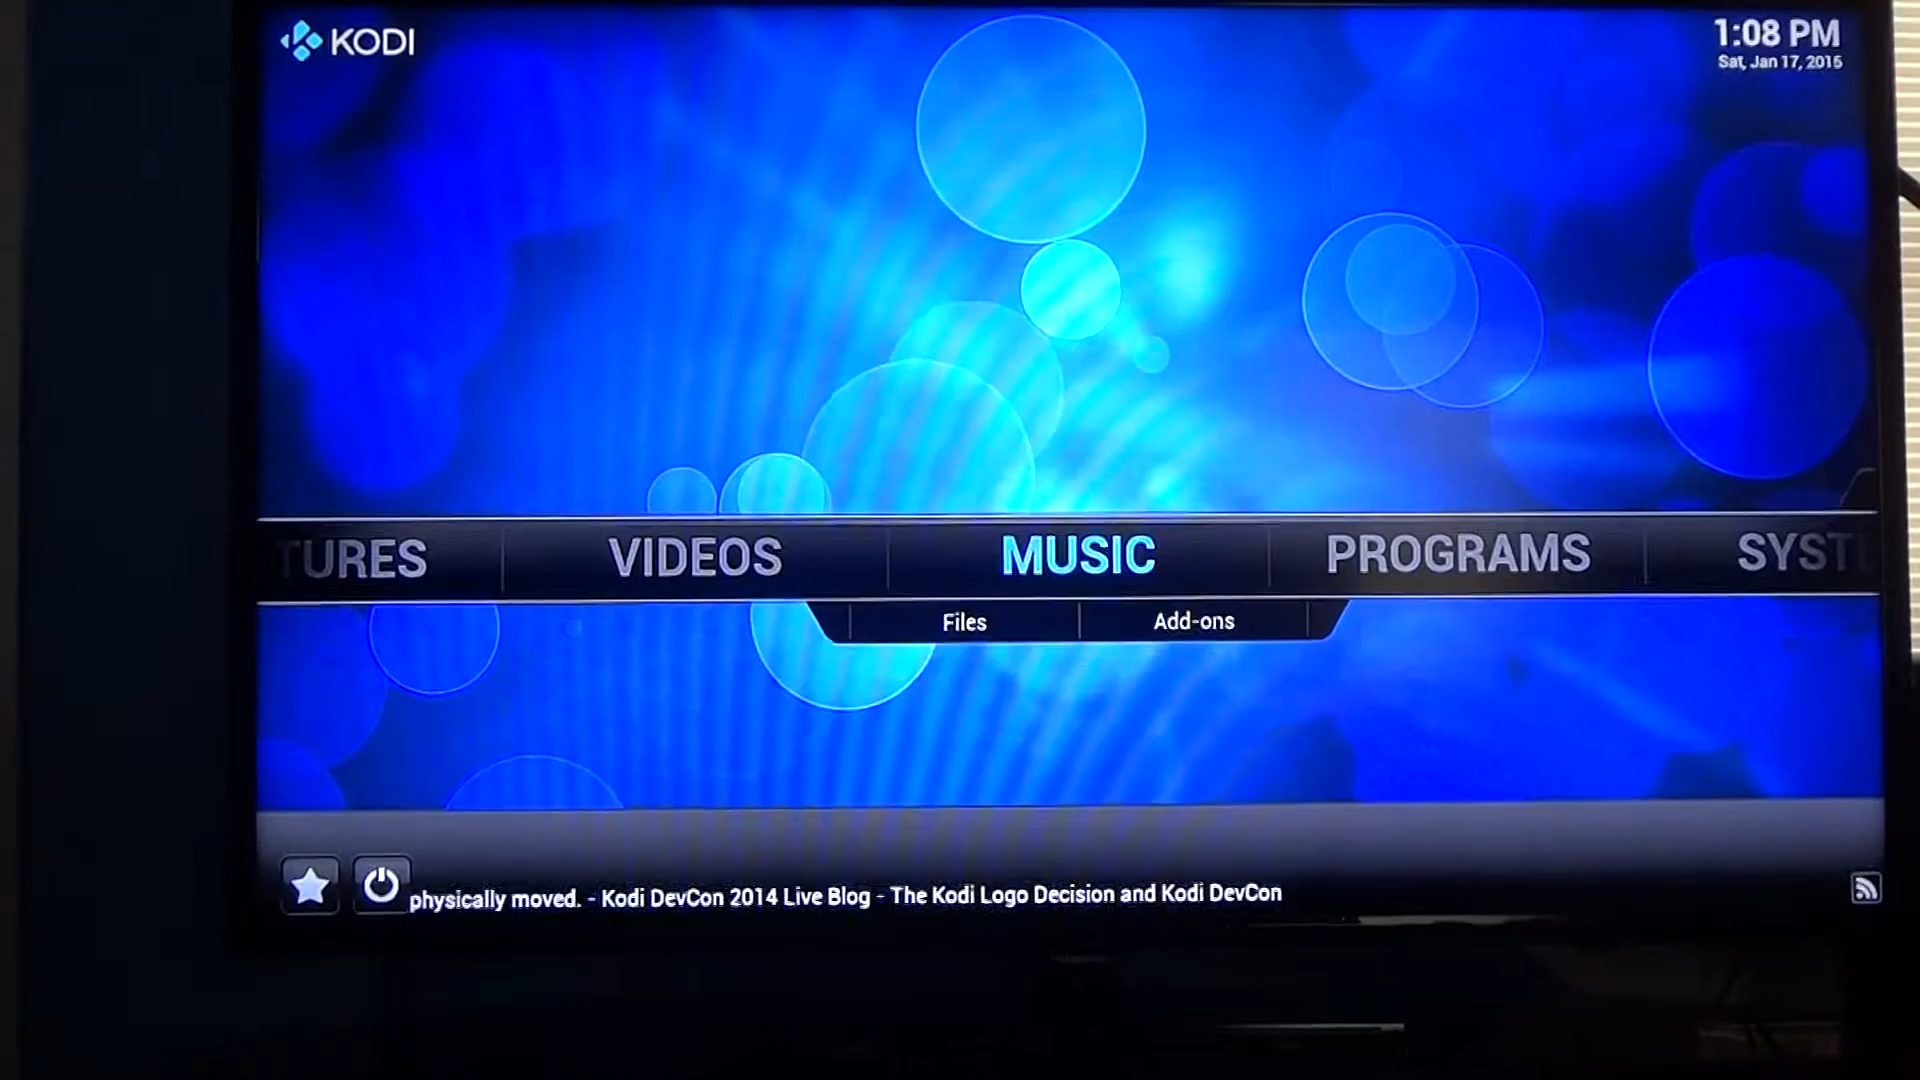 KODI
1:08 PM
Sat, Jan 17, 2015
TURES VIDEOS MUSIC PROGRAMS SYST
Files Add-ons
physically moved. - Kodi DevCon 2014 Live Blog - The Kodi Logo Decision and Kodi DevCon